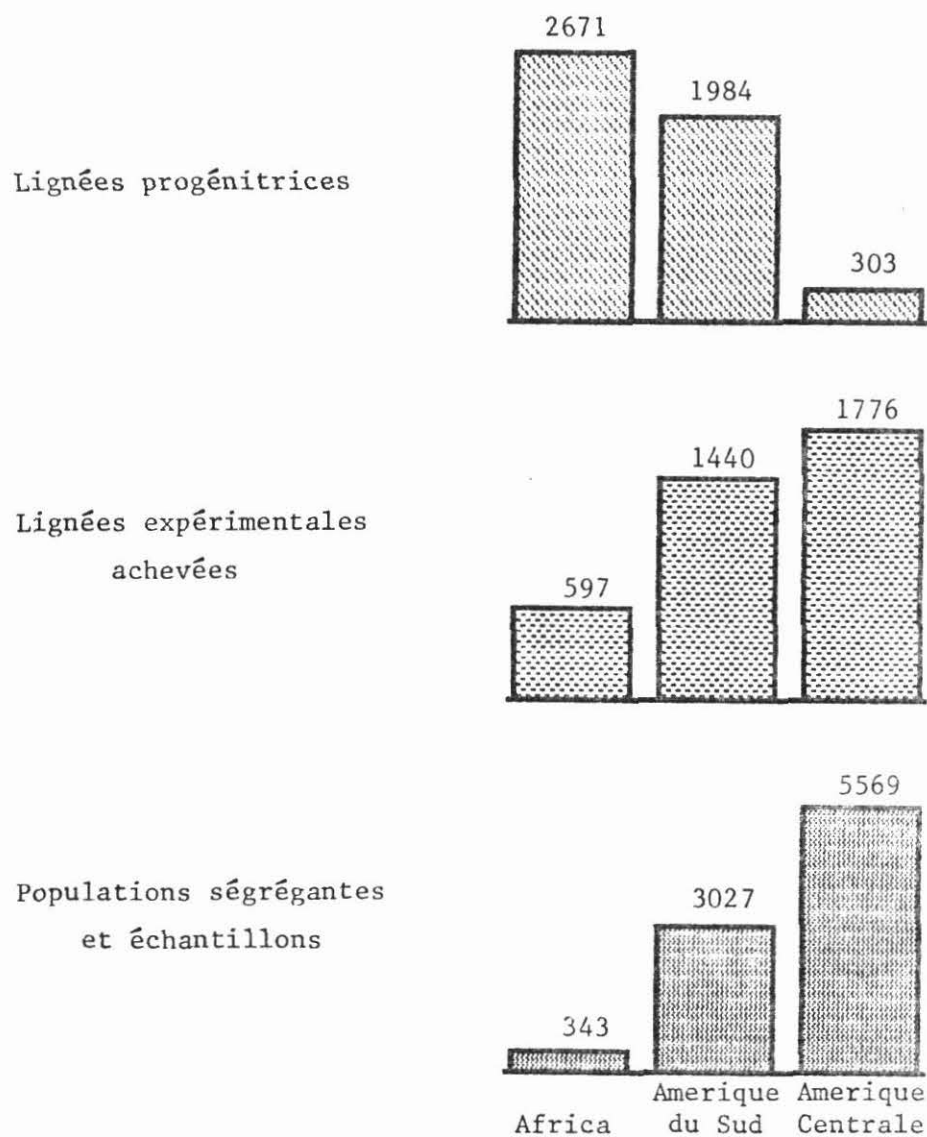 2671
1984
303
Lignées progénitrices
1776
1440
597
Lignées expérimentales
achevées
5569
3027
343
Populations ségrégantes
et échantillons
Africa
Amerique
du Sud
Amerique
Centrale